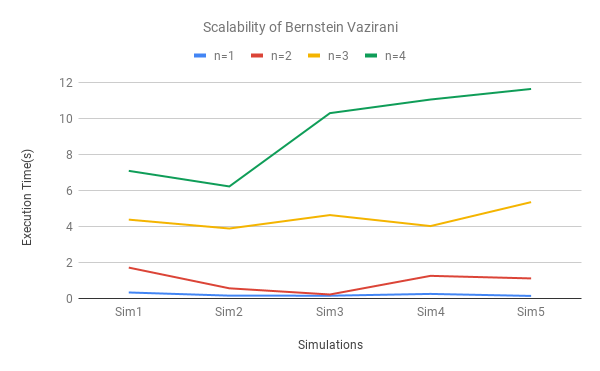 Scalability of Bernstein Vazirani
n=1 n=2 n=3 n=4
Execution Time(s)
12
10
8
6
4
2
0
Sim1 Sim2 Sim3 Sim4 Sim5
Simulations